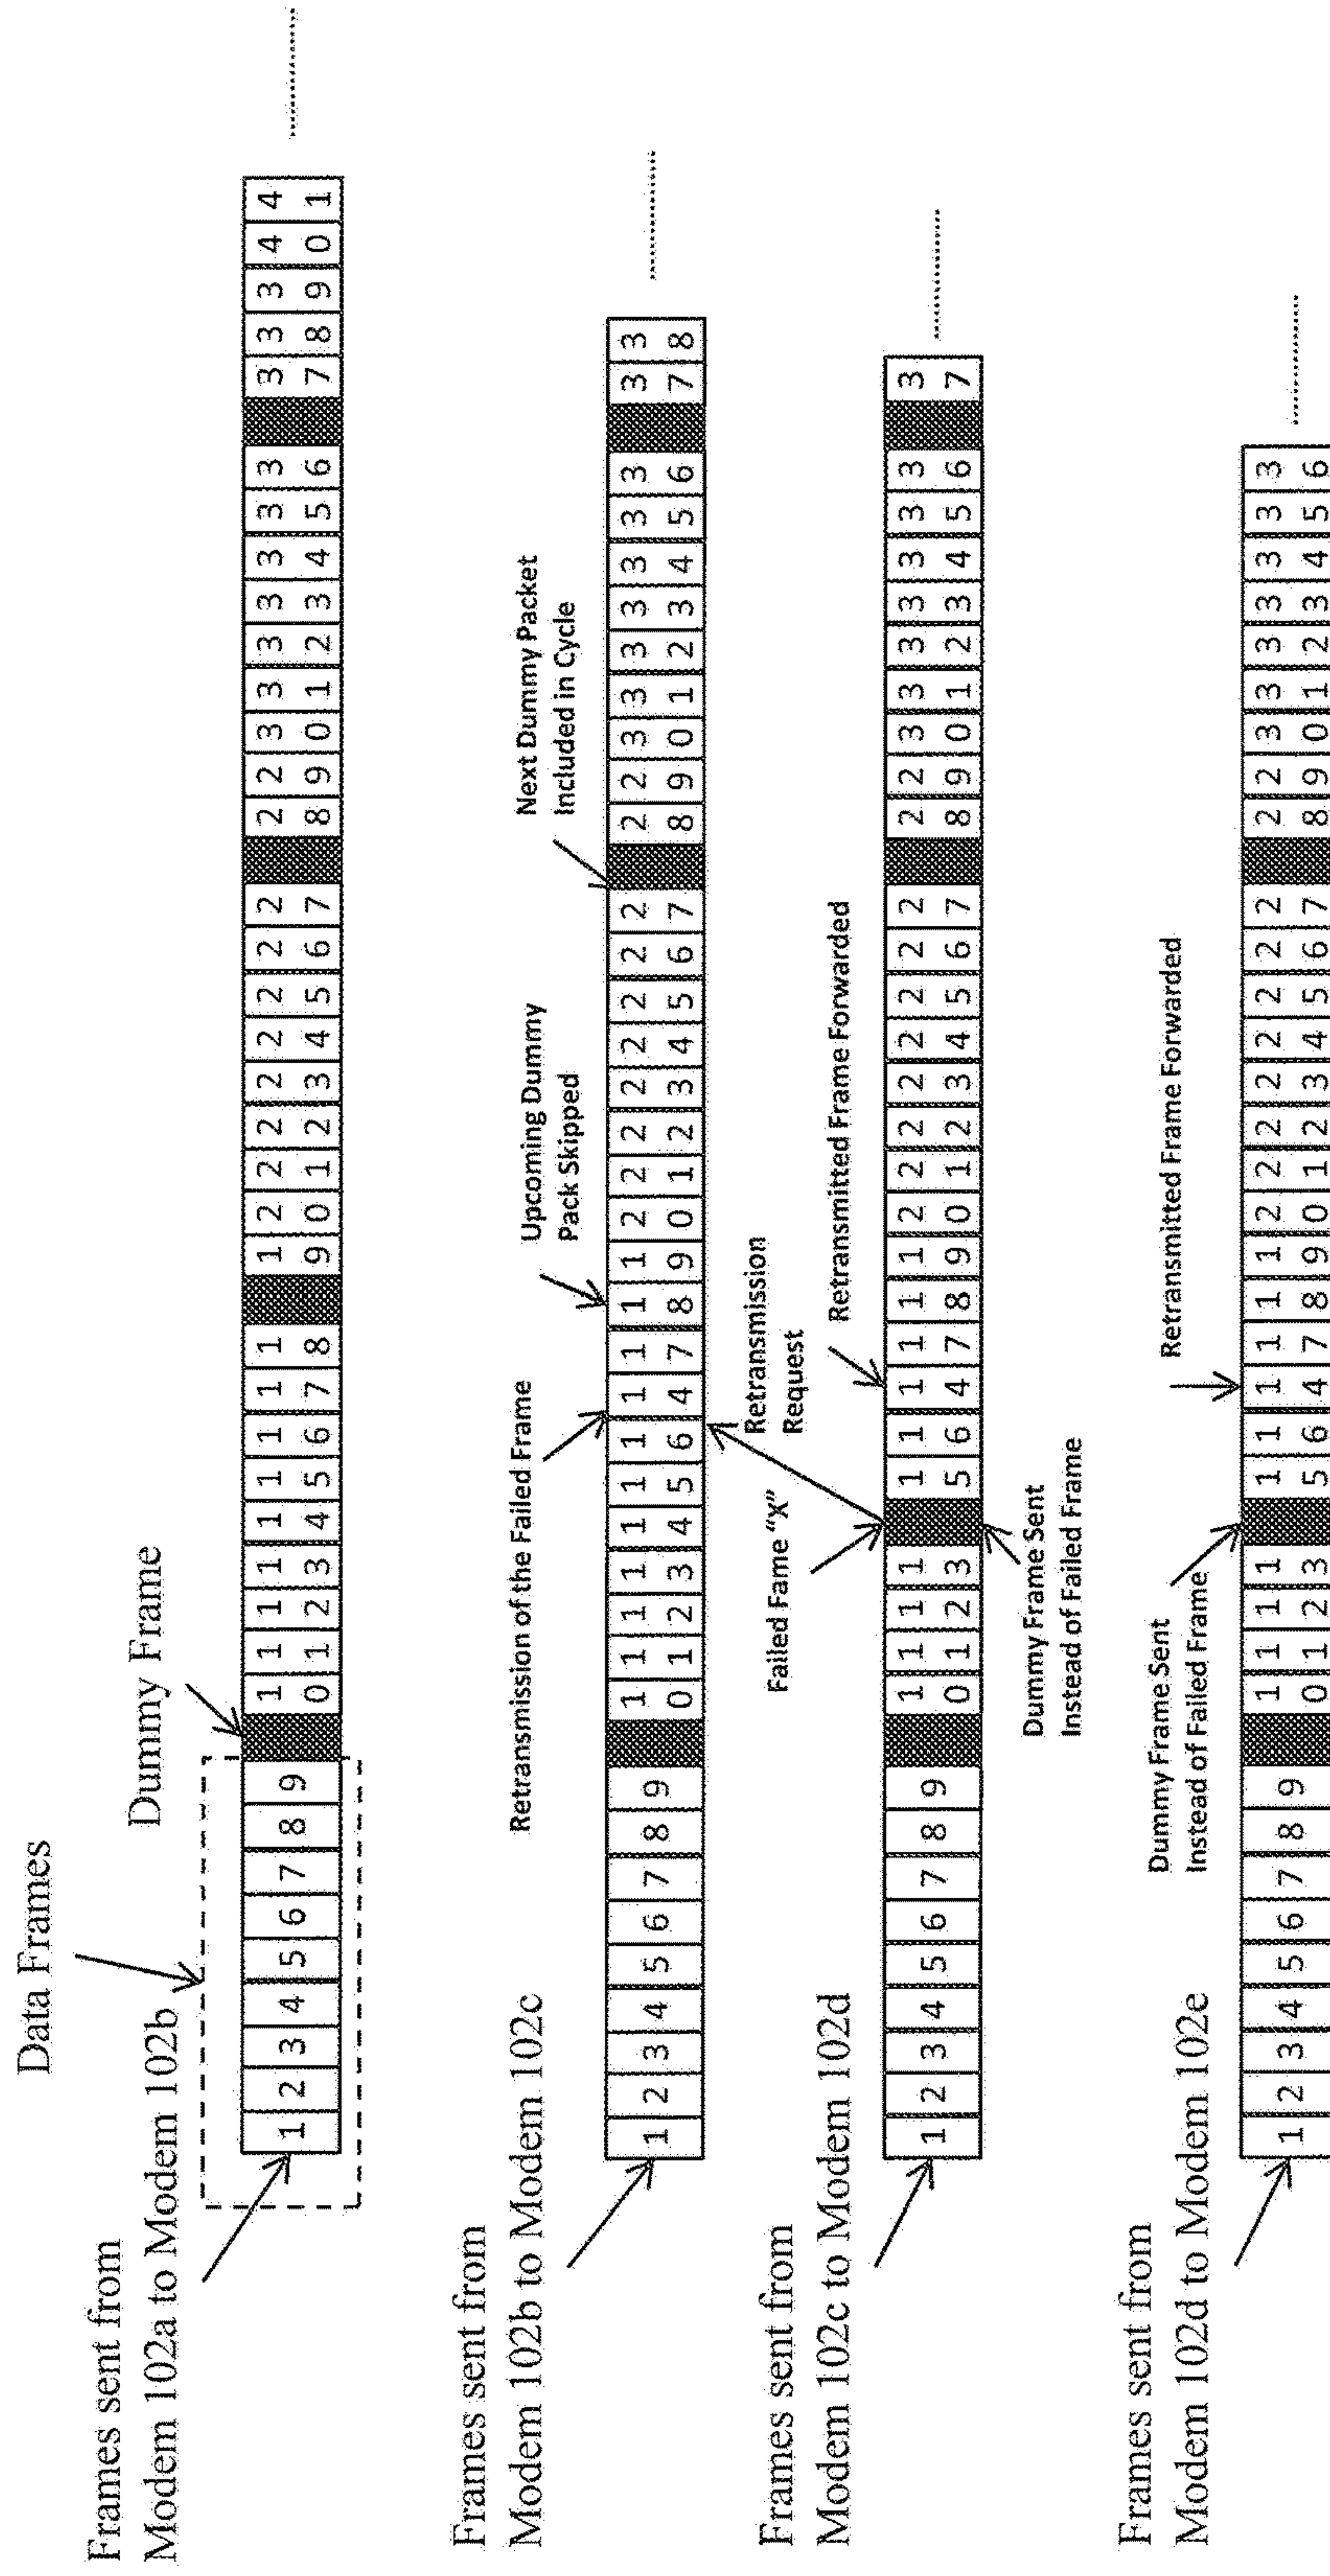 Data Frames
Frames sent from
Modem 102a to Modem 102b
Dummy Frame
1 2 3 4 5 6 7 8 9 10 11 12 13 14 15 16 17 18 19 20 21 22 23 24 25 26 27 28 29 30 31 32 33 34 35 36 37 38 39 40 41
Frames sent from
Modem 102b to Modem 102c
Retransmission of the Failed Frame
Upcoming Dummy
Pack Skipped
Next Dummy Packet
Included in Cycle
1 2 3 4 5 6 7 8 9 10 11 12 13 14 15 16 14 17 18 19 20 21 22 23 24 25 26 27 28 29 30 31 32 33 34 35 36 37 38
Retransmission
Request
Frames sent from
Modem 102c to Modem 102d
Failed Fame "X"
Retransmitted Frame Forwarded
1 2 3 4 5 6 7 8 9 10 11 12 13 15 16 14 17 18 19 20 21 22 23 24 25 26 27 28 29 30 31 32 33 34 35 36 37
Dummy Frame Sent
Instead of Failed Frame
Frames sent from
Modem 102d to Modem 102e
Dummy Frame Sent
Instead of Failed Frame
Retransmitted Frame Forwarded
1 2 3 4 5 6 7 8 9 10 11 12 13 15 16 14 17 18 19 20 21 22 23 24 25 26 27 28 29 30 31 32 33 34 35 36